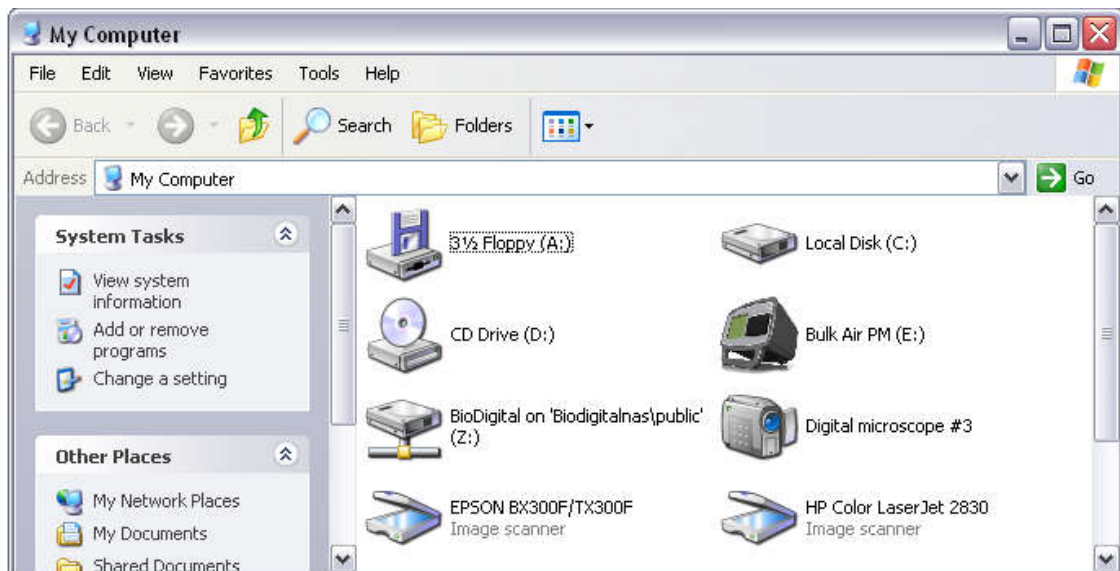 My Computer
File Edit View Favorites Tools Help
Back Search Folders
Address My Computer Go
System Tasks
View system
information
Add or remove
programs
Change a setting
Other Places
My Network Places
My Documents
Shared Documents
3½ Floppy (A:)
Local Disk (C:)
CD Drive (D:)
Bulk Air PM (E:)
BioDigital on 'Biodigitalnas\public'
(Z:)
Digital microscope #3
EPSON BX300F/TX300F
Image scanner
HP Color LaserJet 2830
Image scanner